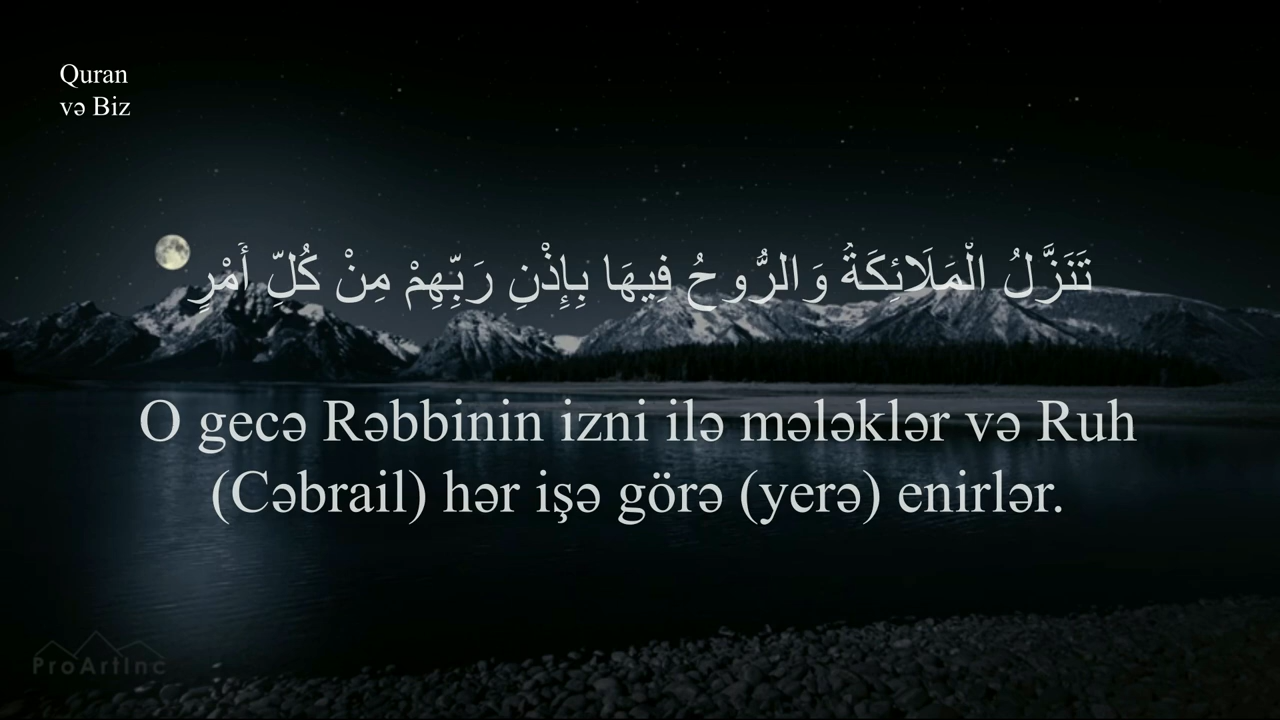 Quran
və Biz
تَنَزَّلُ الْمَلَائِكَةُ وَالرُّوحُ فِيهَا بِإِذْنِ رَبِّهِمْ مِنْ كُلِّ أَمْرٍ
O gecə Rəbbinin izni ilə mələklər və Ruh
(Cəbrail) hər işə görə (yerə) enirlər.
ProArtInc